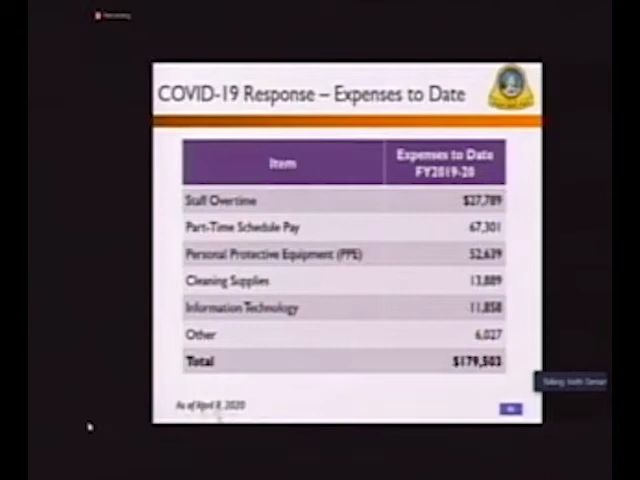 Recording
COVID-19 Response – Expenses to Date
Item
Expenses to Date
FY2019-20
Staff Overtime $27,789
Part-Time Schedule Pay 67,301
Personal Protective Equipment (PPE) 52,639
Cleaning Supplies 13,889
Information Technology 11,858
Other 6,027
Total $179,503
As of April 8, 2020
Talking: